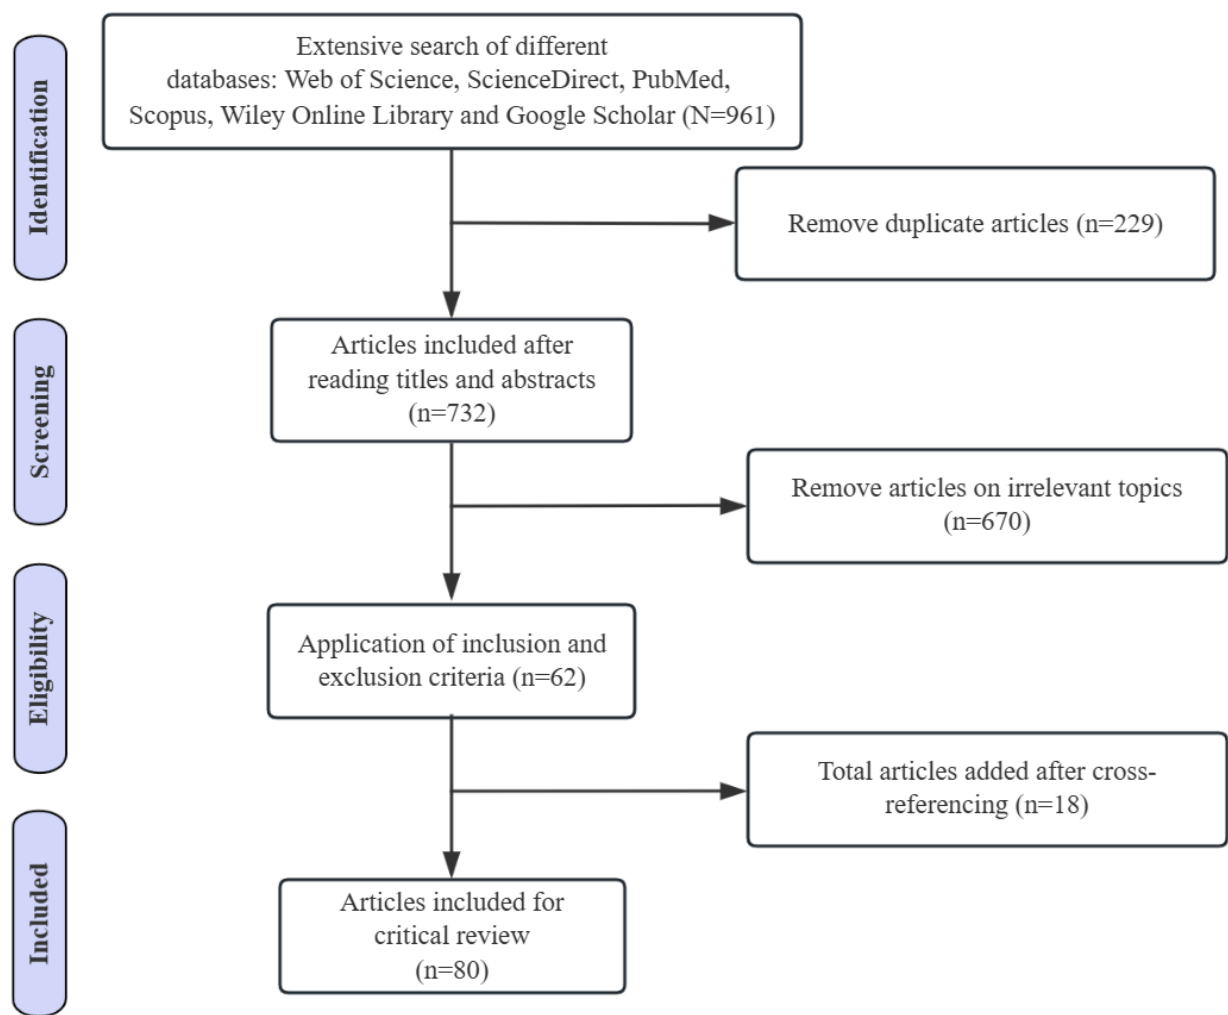 Identification
Extensive search of different
databases: Web of Science, ScienceDirect, PubMed,
Scopus, Wiley Online Library and Google Scholar (N=961)
Remove duplicate articles (n=229)
Screening
Articles included after
reading titles and abstracts
(n=732)
Remove articles on irrelevant topics
(n=670)
Eligibility
Application of inclusion and
exclusion criteria (n=62)
Total articles added after cross-
referencing (n=18)
Included
Articles included for
critical review
(n=80)